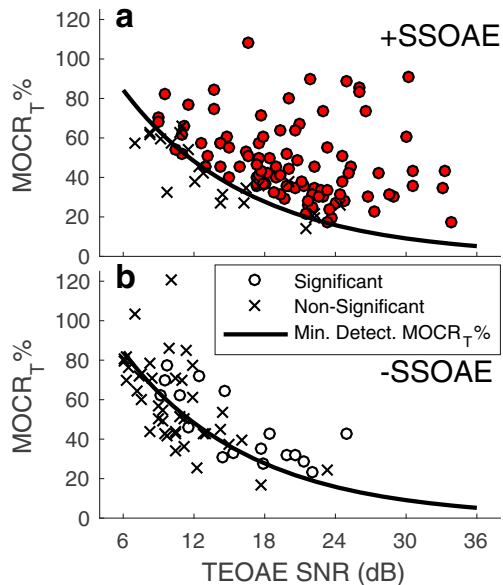 a
+SSOAE
120
100
80
60
40
20
0
MOCR_T%
b
Significant
Non-Significant
Min. Detect. MOCR_T%
-SSOAE
120
100
80
60
40
20
0
MOCR_T%
6 12 18 24 30 36
TEOAE SNR (dB)